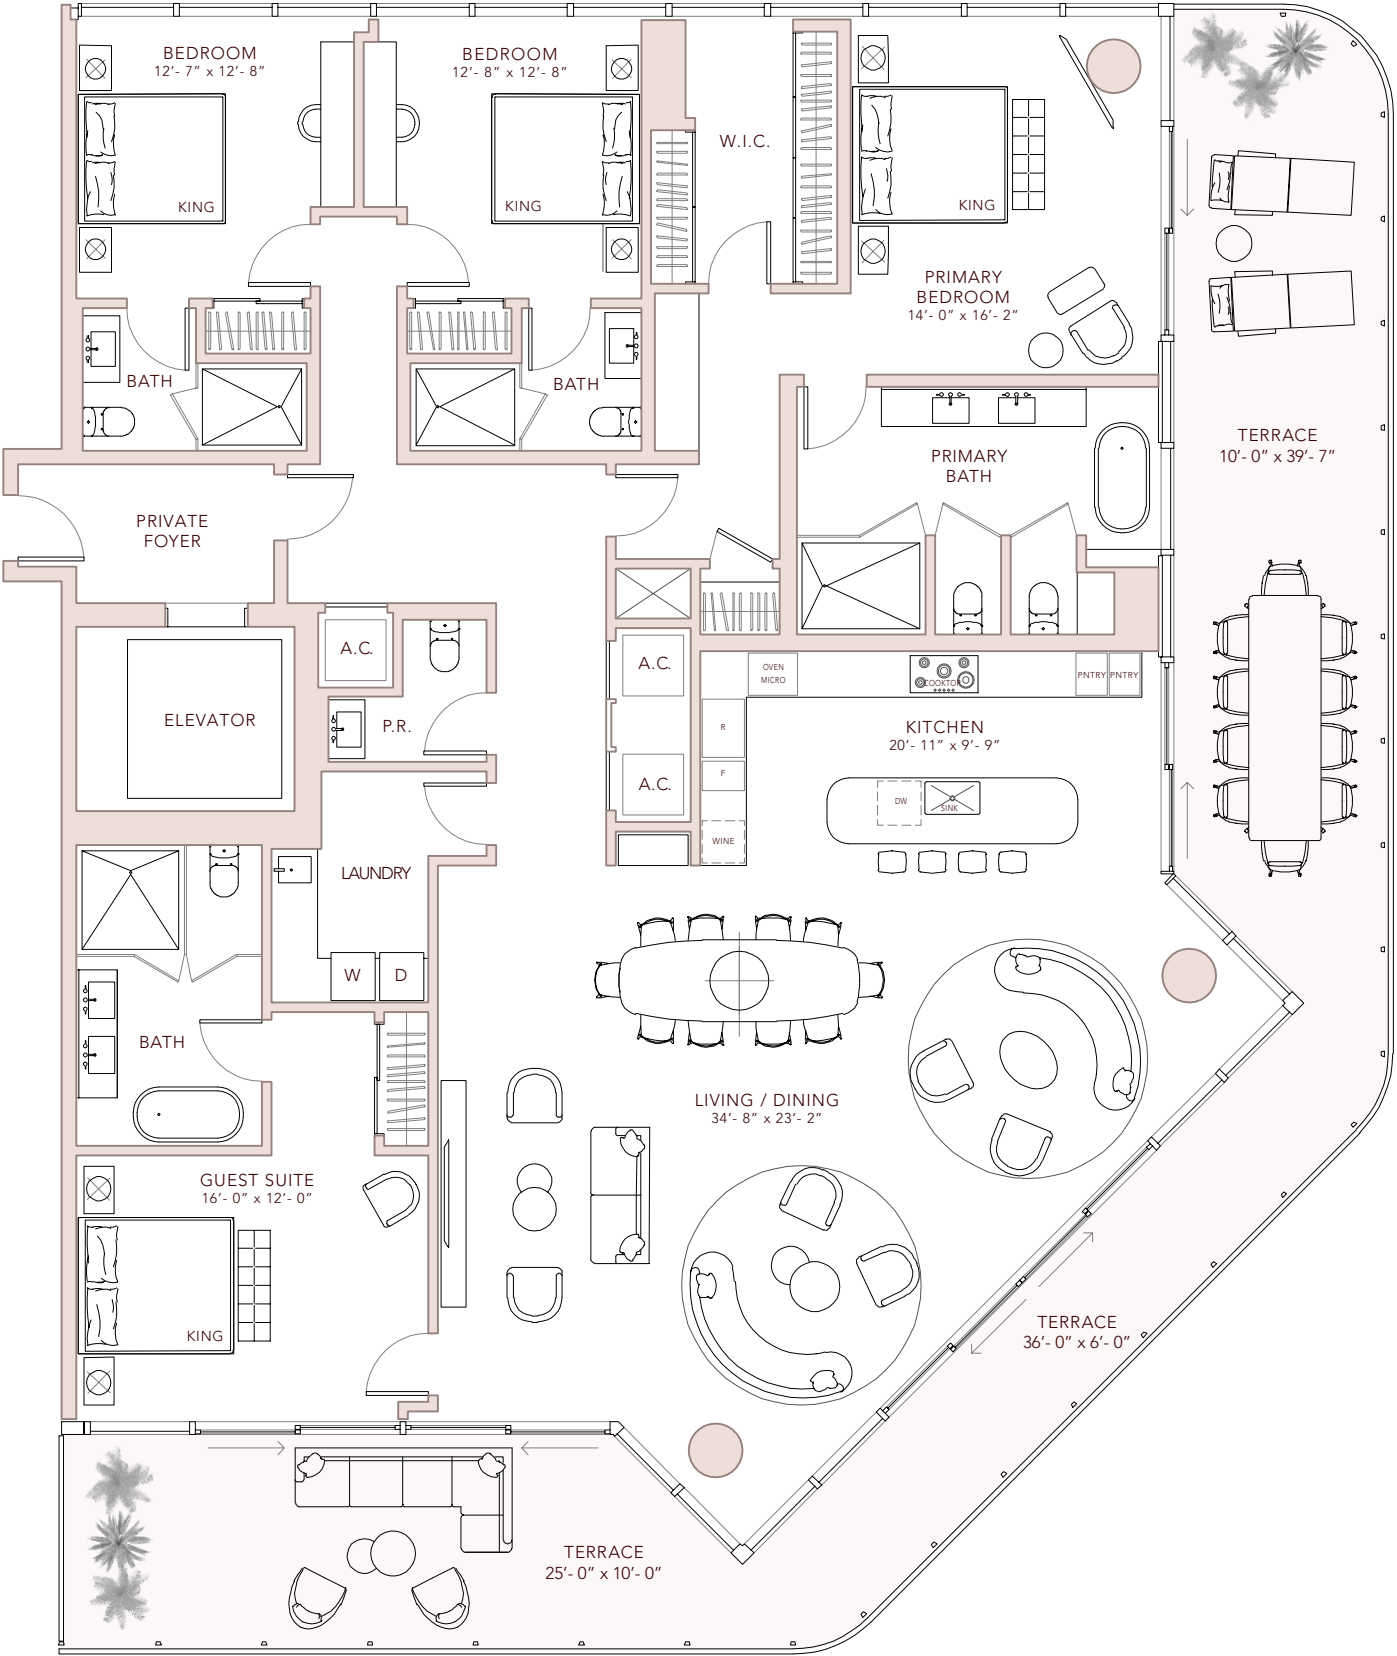 BEDROOM
12'- 7" x 12'- 8"
KING
BEDROOM
12'- 8" x 12'- 8"
KING
W.I.C.
KING
PRIMARY
BEDROOM
14'- 0" x 16'- 2"
BATH
BATH
TERRACE
10'- 0" x 39'- 7"
PRIMARY
BATH
PRIVATE
FOYER
A.C.
A.C.
OVEN
MICRO
COOKTOP
PNTRY
PNTRY
ELEVATOR
P.R.
R
KITCHEN
20'- 11" x 9'- 9"
F
A.C.
DW
SINK
WINE
LAUNDRY
W
D
BATH
LIVING / DINING
34'- 8" x 23'- 2"
GUEST SUITE
16'- 0" x 12'- 0"
KING
TERRACE
36'- 0" x 6'- 0"
TERRACE
25'- 0" x 10'- 0"